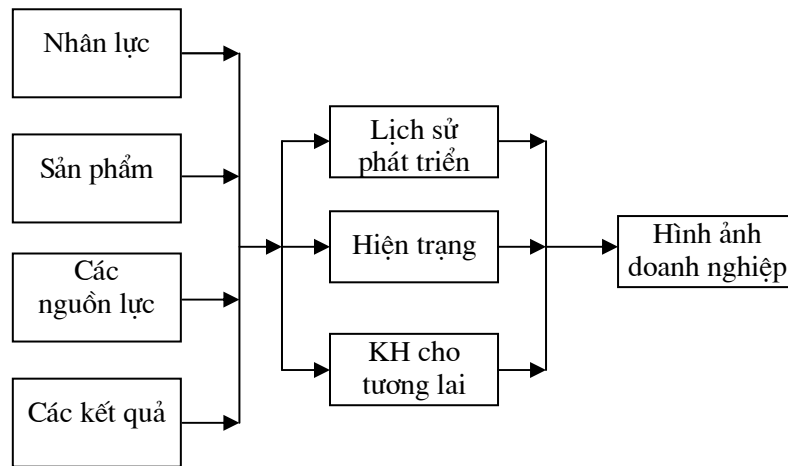 Nhân lực
Sản phẩm
Các
nguồn lực
Các kết quả
Lịch sử
phát triển
Hiện trạng
KH cho
tương lai
Hình ảnh
doanh nghiệp